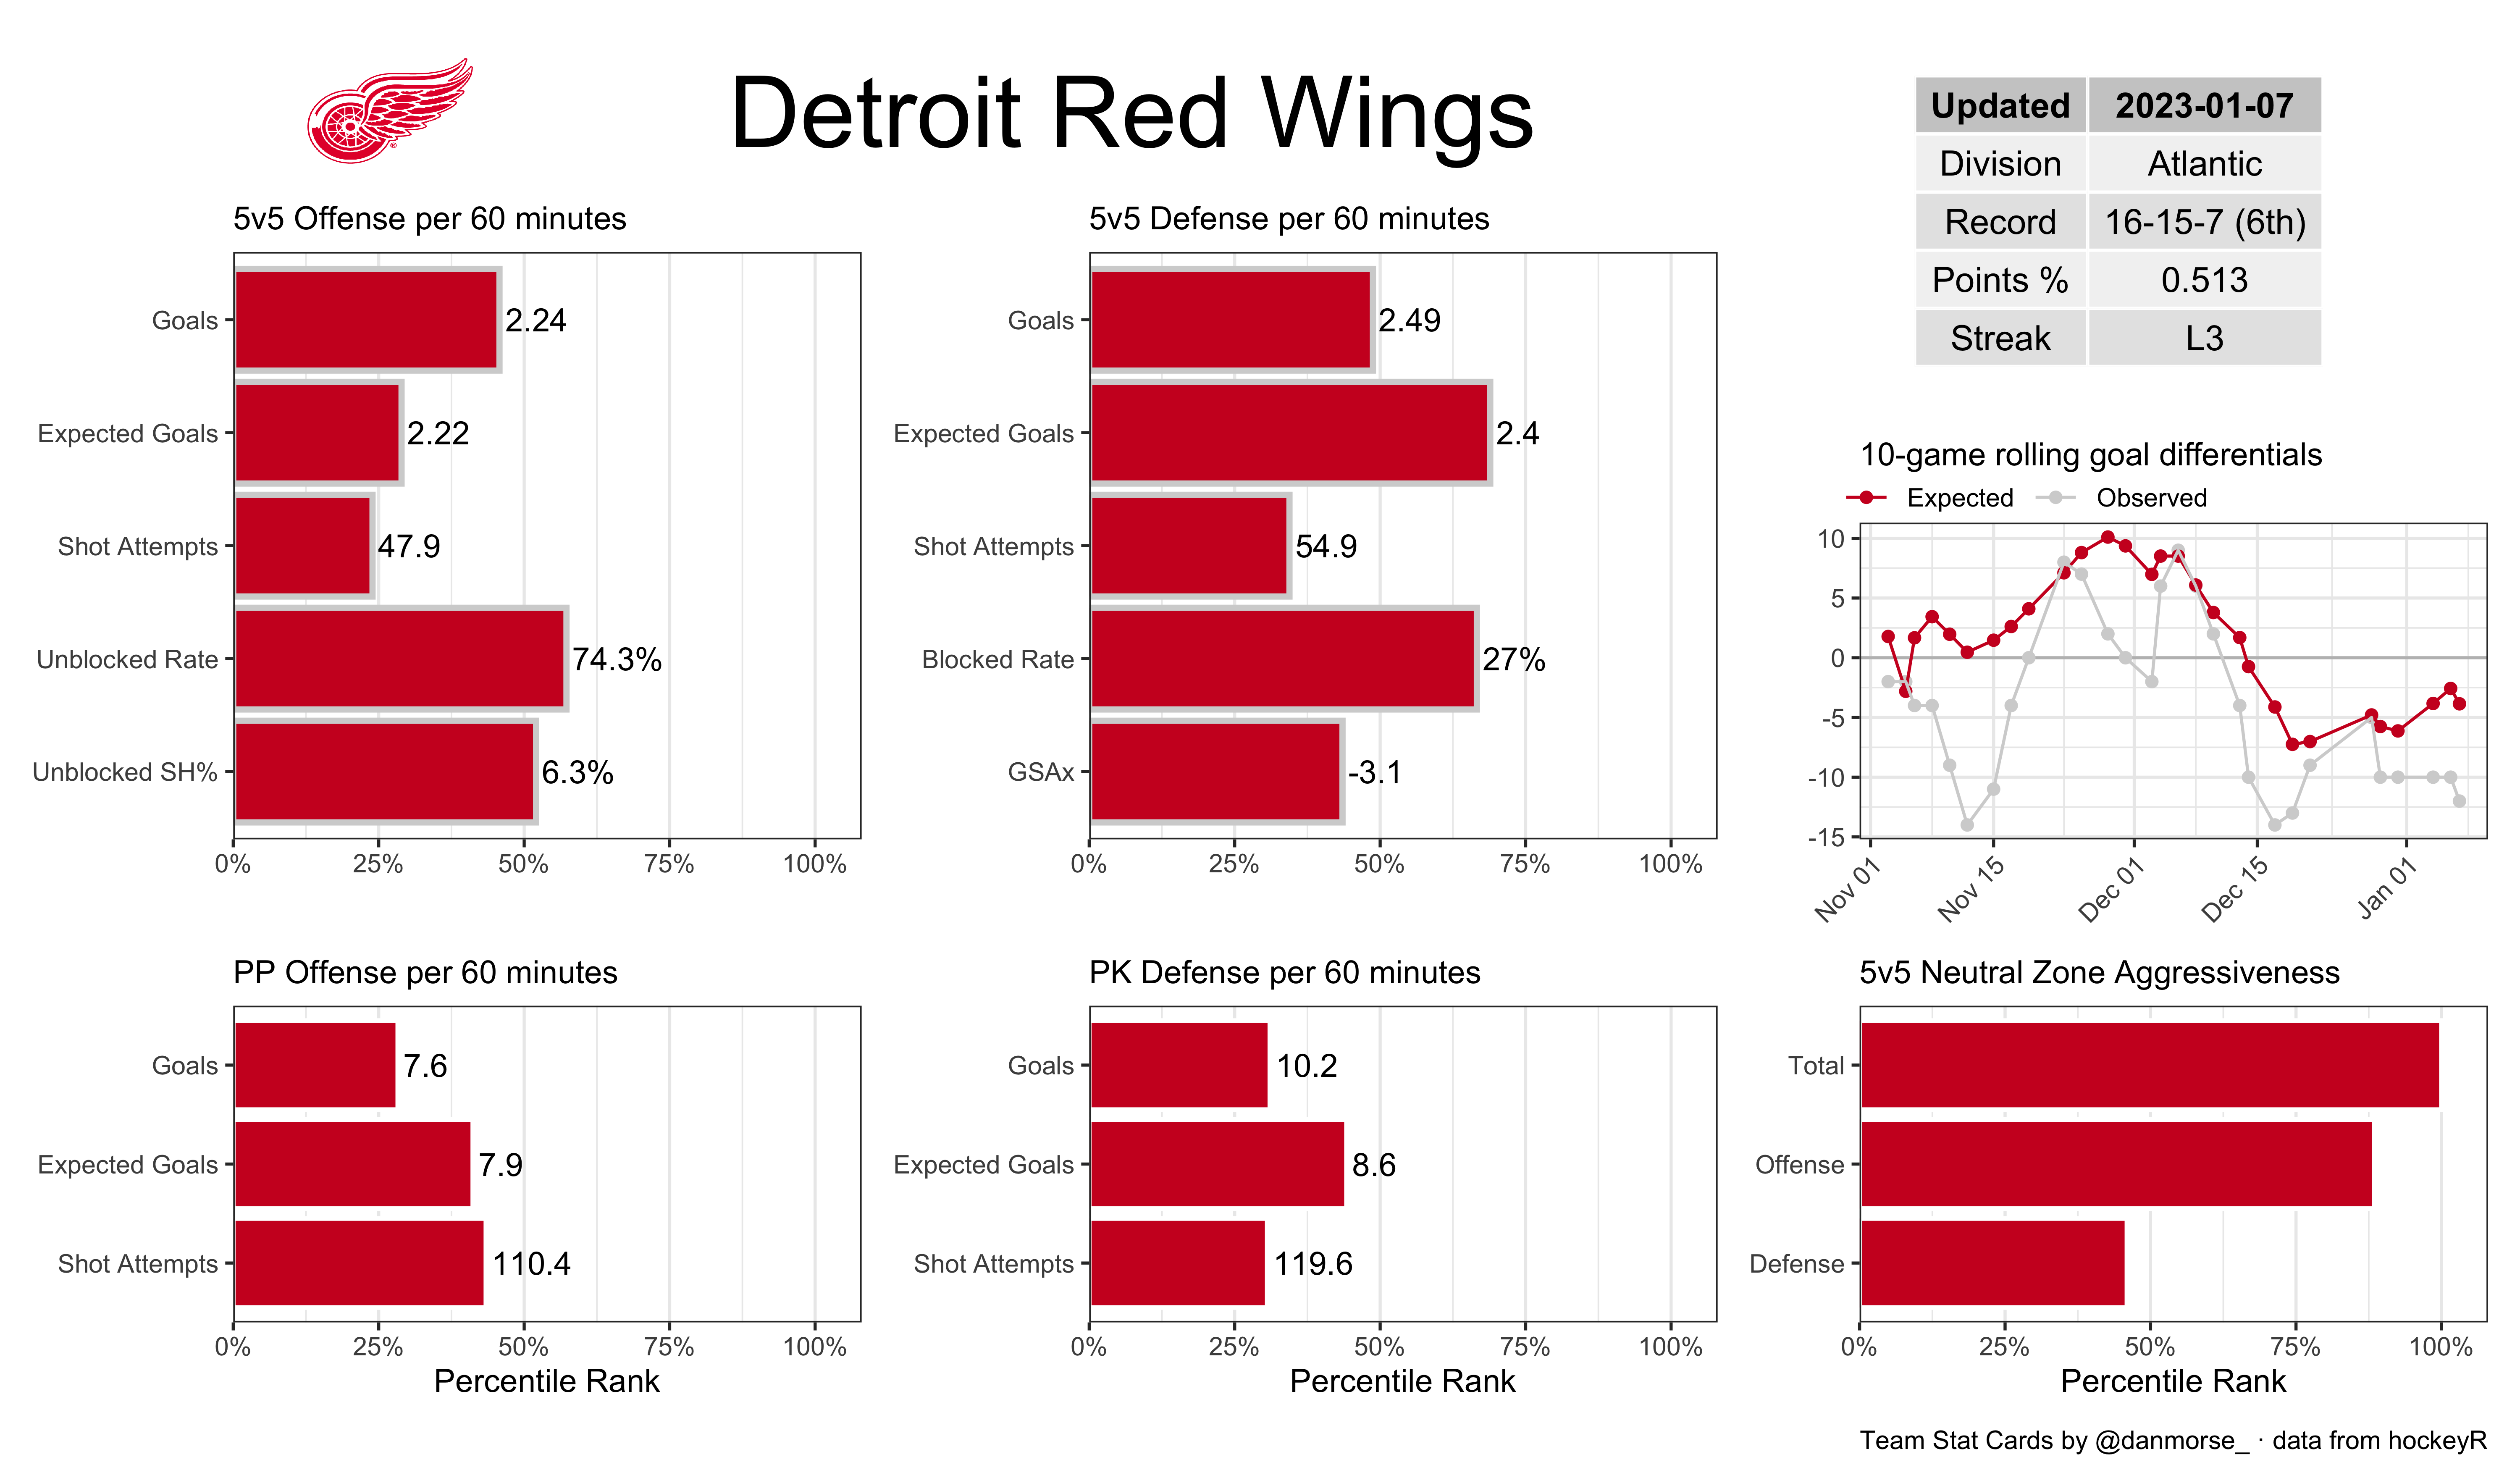 Detroit Red Wings
Updated 2023-01-07
Division Atlantic
Record 16-15-7 (6th)
Points % 0.513
Streak L3
5v5 Offense per 60 minutes
Goals 2.24
Expected Goals 2.22
Shot Attempts 47.9
Unblocked Rate 74.3%
Unblocked SH% 6.3%
0% 25% 50% 75% 100%
5v5 Defense per 60 minutes
Goals 2.49
Expected Goals 2.4
Shot Attempts 54.9
Blocked Rate 27%
GSAx -3.1
0% 25% 50% 75% 100%
10-game rolling goal differentials
Expected Observed
10
5
0
-5
-10
-15
Nov 01 Nov 15 Dec 01 Dec 15 Jan 01
PP Offense per 60 minutes
Goals 7.6
Expected Goals 7.9
Shot Attempts 110.4
0% 25% 50% 75% 100%
Percentile Rank
PK Defense per 60 minutes
Goals 10.2
Expected Goals 8.6
Shot Attempts 119.6
0% 25% 50% 75% 100%
Percentile Rank
5v5 Neutral Zone Aggressiveness
Total
Offense
Defense
0% 25% 50% 75% 100%
Percentile Rank
Team Stat Cards by @danmorse_ · data from hockeyR